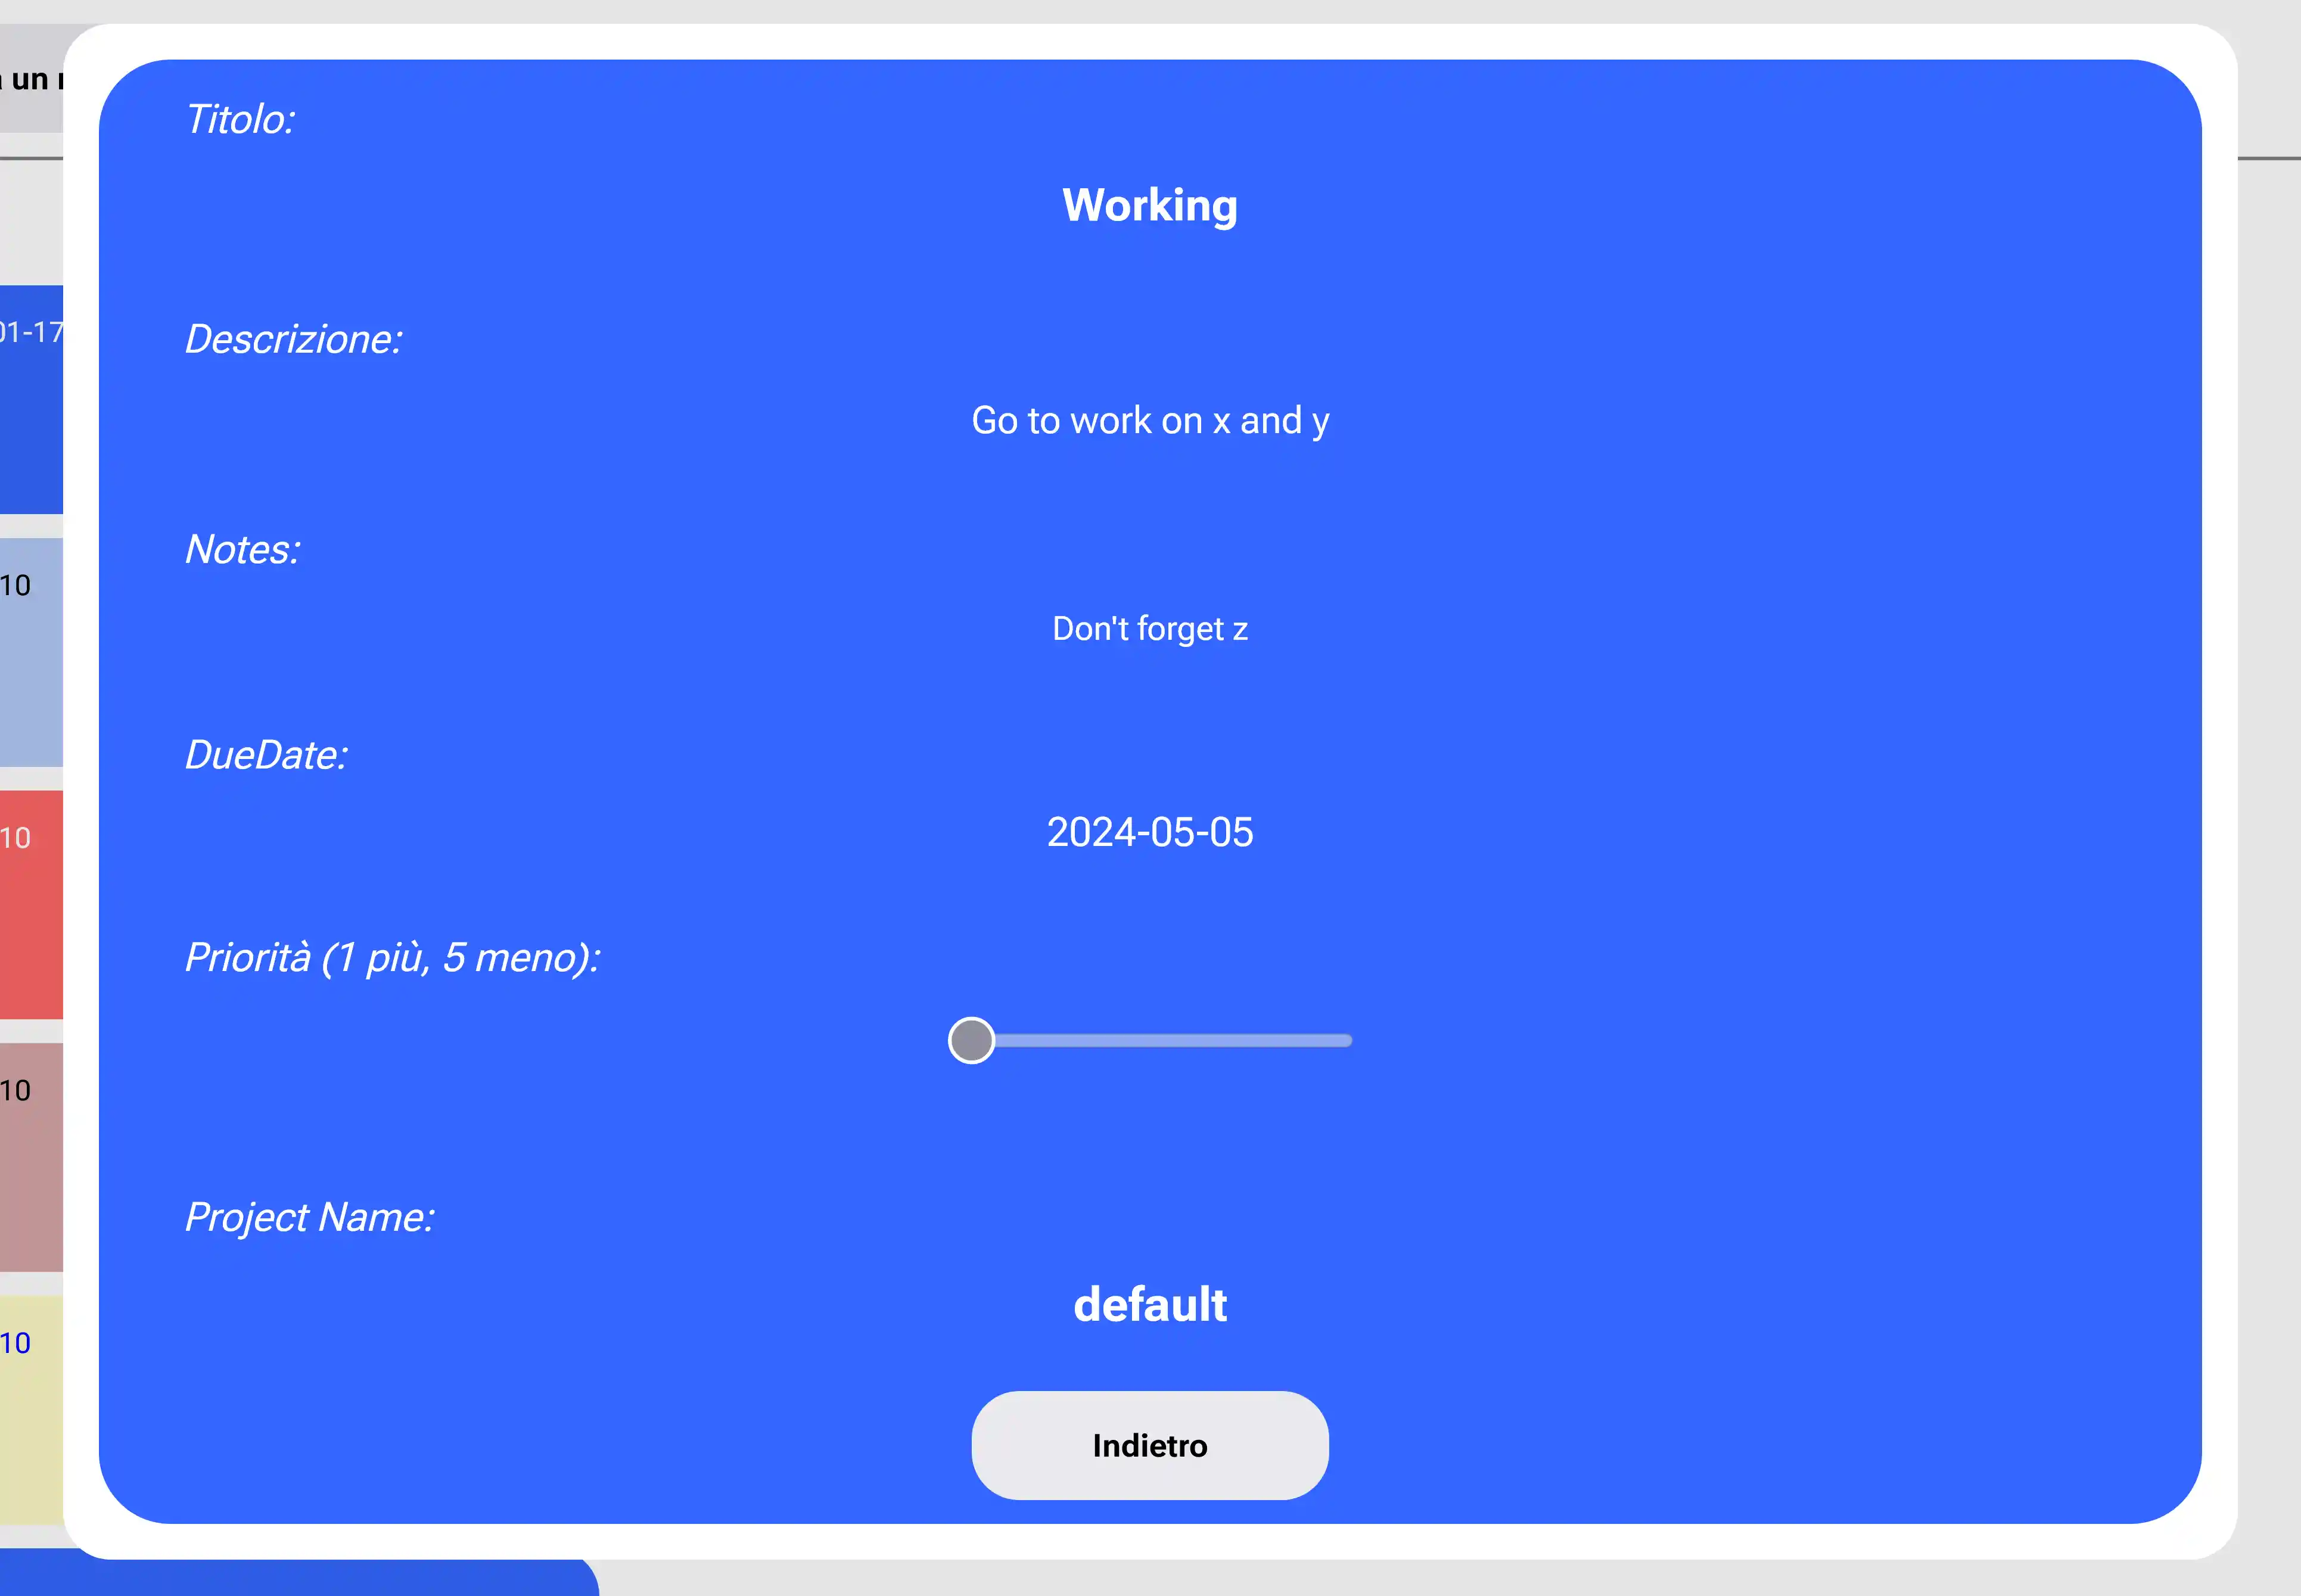 un
Titolo:
Working
01-17
Descrizione:
Go to work on x and y
10
Notes:
Don't forget z
DueDate:
10
2024-05-05
Priorità (1 più, 5 meno):
10
Project Name:
default
10
Indietro